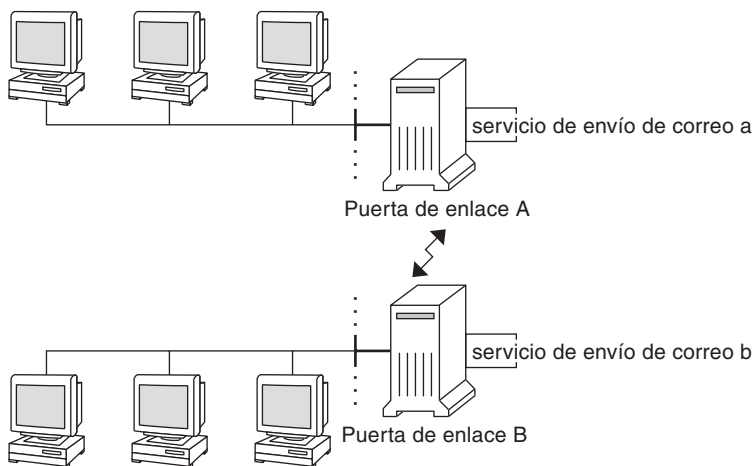 servicio de envío de correo a
Puerta de enlace A
servicio de envío de correo b
Puerta de enlace B